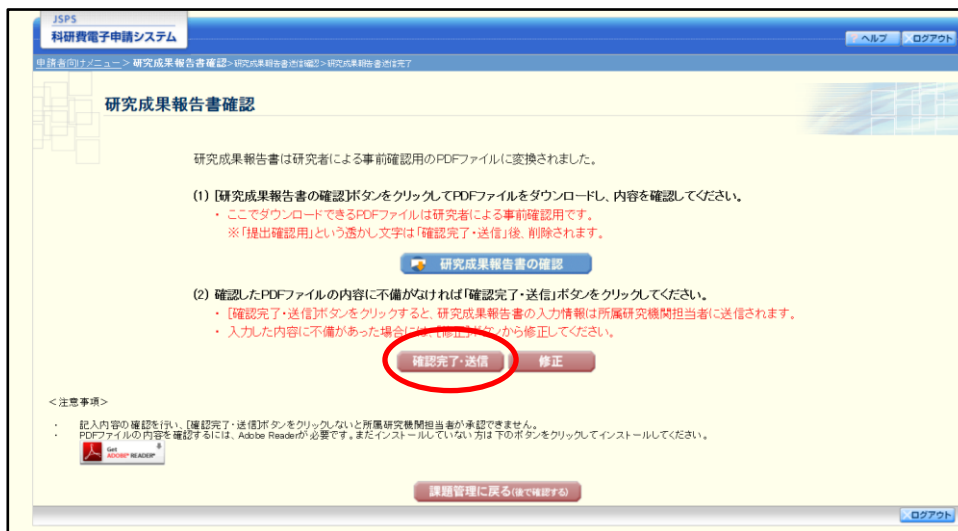 JSPS
科研費電子申請システム
ヘルプ ログアウト
申請者向けメニュー>研究成果報告書確認>研究成果報告書送信確認>研究成果報告書送信完了
研究成果報告書確認
研究成果報告書は研究者による事前確認用のPDFファイルに変換されました。
(1) [研究成果報告書の確認]ボタンをクリックしてPDFファイルをダウンロードし、内容を確認してください。
・ ここでダウンロードできるPDFファイルは研究者による事前確認用です。
※「提出確認用」という透かし文字は「確認完了・送信」後、削除されます。
研究成果報告書の確認
(2) 確認したPDFファイルの内容に不備がなければ「確認完了・送信」ボタンをクリックしてください。
・ [確認完了・送信]ボタンをクリックすると、研究成果報告書の入力情報は所属研究機関担当者に送信されます。
・ 入力した内容に不備があった場合には、[修正]ボタンから修正してください。
確認完了・送信 修正
<注意事項>
・ 記入内容の確認を行い、[確認完了・送信]ボタンをクリックしないと所属研究機関担当者が承認できません。
・ PDFファイルの内容を確認するには、Adobe Readerが必要です。まだインストールしていない方は下のボタンをクリックしてインストールしてください。
Get
ADOBE® READER®
課題管理に戻る(後で確認する)
ログアウト